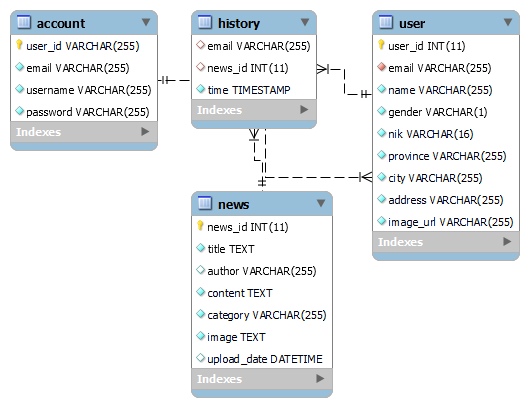 account
user_id VARCHAR(255)
email VARCHAR(255)
username VARCHAR(255)
password VARCHAR(255)
Indexes
history
email VARCHAR(255)
news_id INT(11)
time TIMESTAMP
Indexes
user
user_id INT(11)
email VARCHAR(255)
name VARCHAR(255)
gender VARCHAR(1)
nik VARCHAR(16)
province VARCHAR(255)
city VARCHAR(255)
address VARCHAR(255)
image_url VARCHAR(255)
Indexes
news
news_id INT(11)
title TEXT
author VARCHAR(255)
content TEXT
category VARCHAR(255)
image TEXT
upload_date DATETIME
Indexes